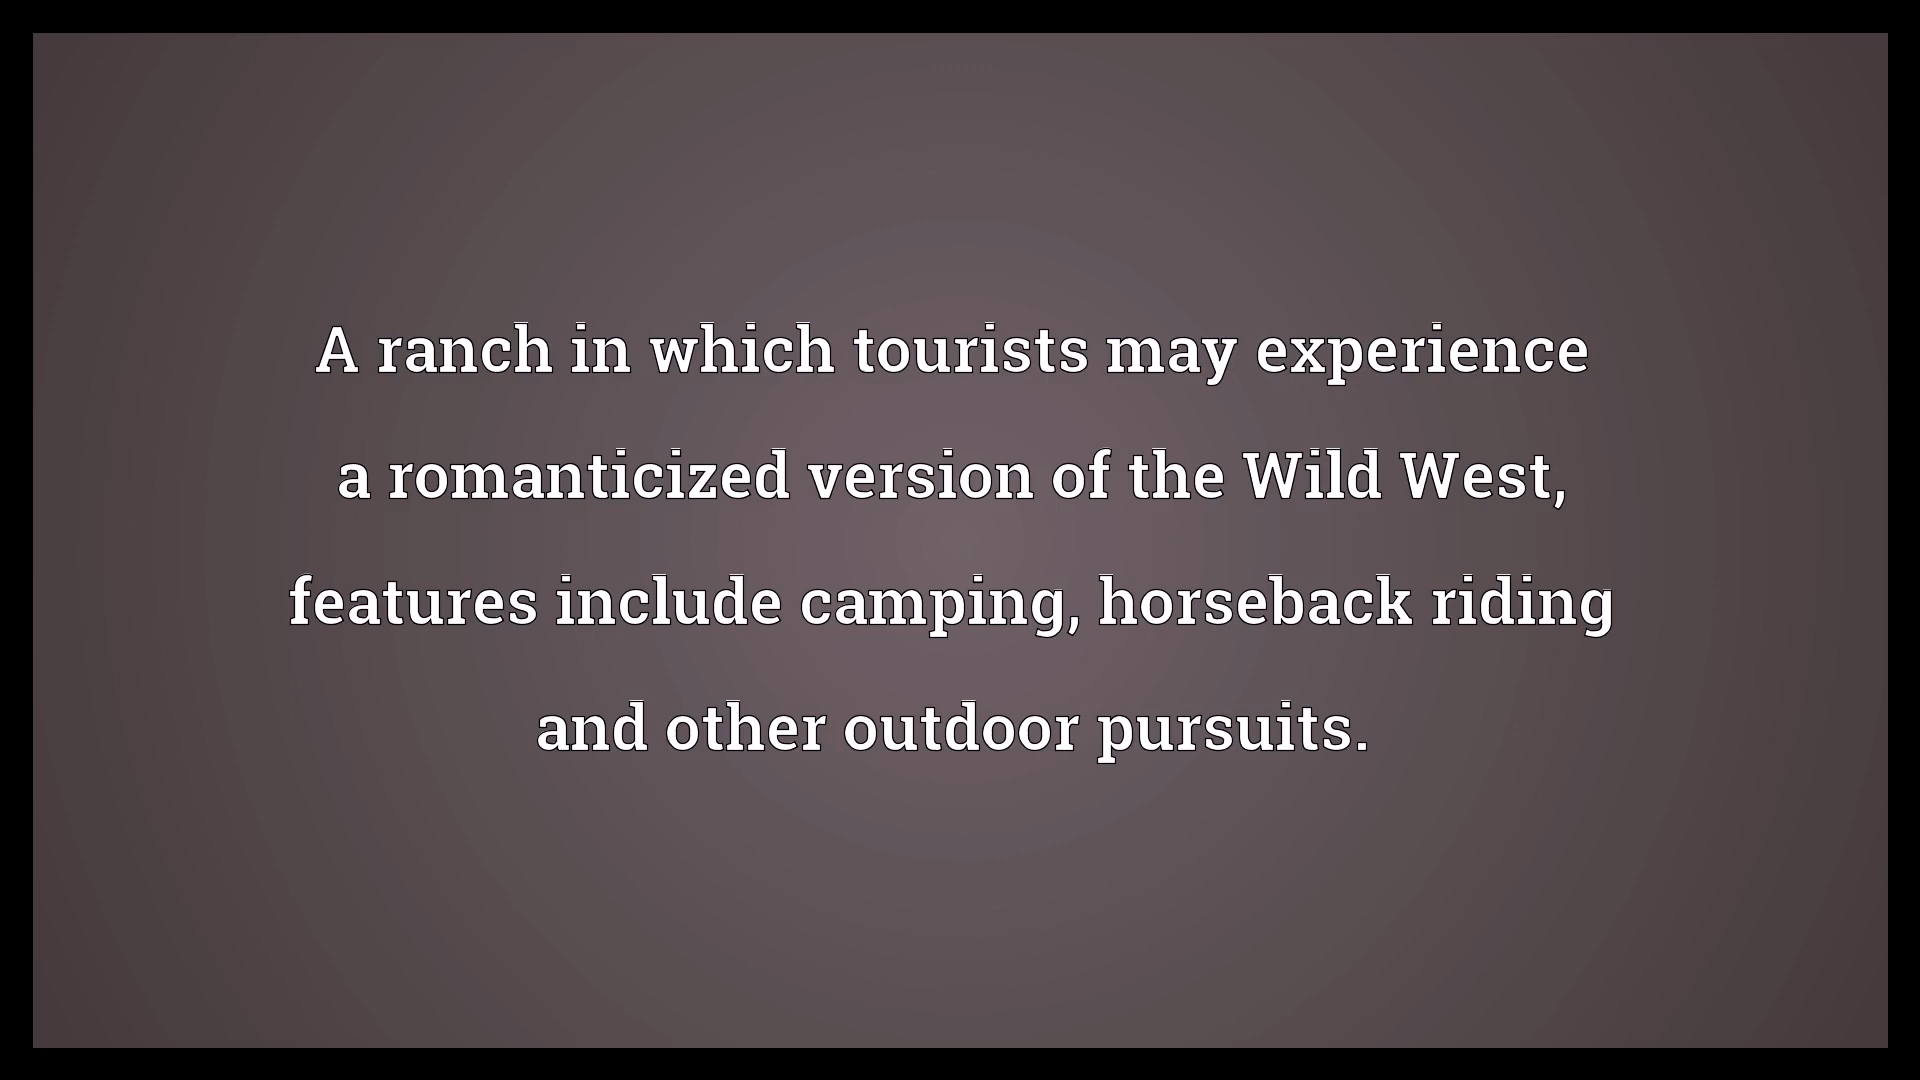 A ranch in which tourists may experience
a romanticized version of the Wild West,
features include camping, horseback riding
and other outdoor pursuits.